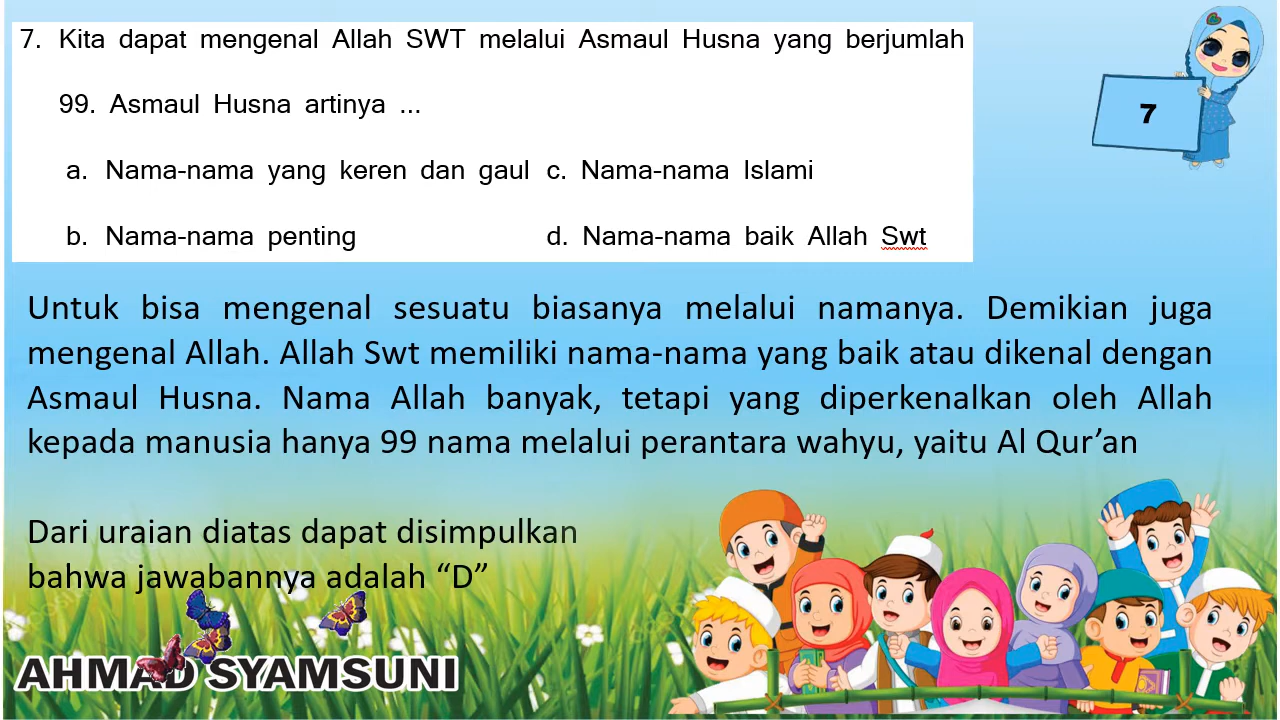 7. Kita dapat mengenal Allah SWT melalui Asmaul Husna yang berjumlah
99. Asmaul Husna artinya ...
a. Nama-nama yang keren dan gaul c. Nama-nama Islami
b. Nama-nama penting d. Nama-nama baik Allah Swt
7
Untuk bisa mengenal sesuatu biasanya melalui namanya. Demikian juga
mengenal Allah. Allah Swt memiliki nama-nama yang baik atau dikenal dengan
Asmaul Husna. Nama Allah banyak, tetapi yang diperkenalkan oleh Allah
kepada manusia hanya 99 nama melalui perantara wahyu, yaitu Al Qur’an
Dari uraian diatas dapat disimpulkan
bahwa jawabannya adalah “D”
AHMAD SYAMSUNI